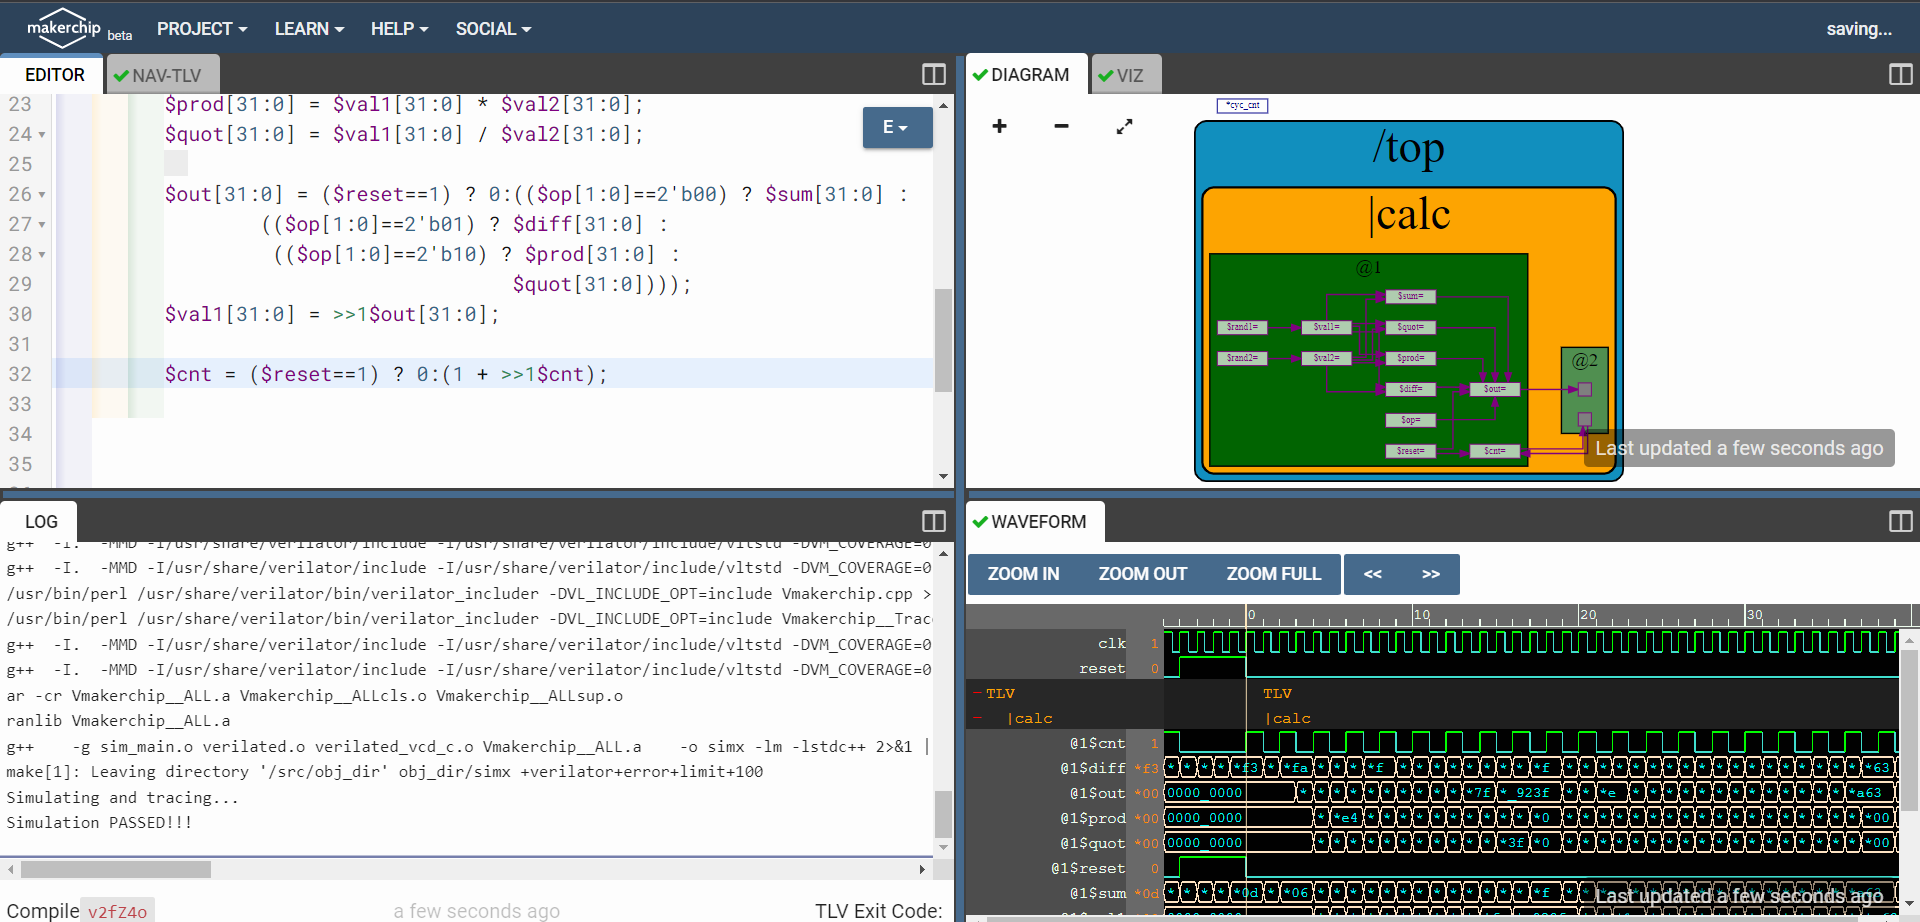 makerchip beta PROJECT LEARN HELP SOCIAL saving...
EDITOR NAV-TLV
23 $prod[31:0] = $val1[31:0] * $val2[31:0];
24 $quot[31:0] = $val1[31:0] / $val2[31:0];
25
26 $out[31:0] = ($reset==1) ? 0:(($op[1:0]==2'b00) ? $sum[31:0] :
27 (($op[1:0]==2'b01) ? $diff[31:0] :
28 (($op[1:0]==2'b10) ? $prod[31:0] :
29 $quot[31:0])));
30 $val1[31:0] = >>1$out[31:0];
31
32 $cnt = ($reset==1) ? 0:(1 + >>1$cnt);
33
34
35
E
DIAGRAM VIZ
*cyc_cnt
/top
|calc
@1
$sum=
$rand1= $val1= $quot=
$rand2= $val2= $prod=
$diff= $out=
$op=
$reset= $cnt=
@2
Last updated a few seconds ago
LOG
g++ -I. -MMD -I/usr/share/verilator/include -I/usr/share/verilator/include/vltstd -DVM_COVERAGE=0
g++ -I. -MMD -I/usr/share/verilator/include -I/usr/share/verilator/include/vltstd -DVM_COVERAGE=0
/usr/bin/perl /usr/share/verilator/bin/verilator_includer -DVL_INCLUDE_OPT=include Vmakerchip.cpp >
/usr/bin/perl /usr/share/verilator/bin/verilator_includer -DVL_INCLUDE_OPT=include Vmakerchip__Trac
g++ -I. -MMD -I/usr/share/verilator/include -I/usr/share/verilator/include/vltstd -DVM_COVERAGE=0
g++ -I. -MMD -I/usr/share/verilator/include -I/usr/share/verilator/include/vltstd -DVM_COVERAGE=0
ar -cr Vmakerchip__ALL.a Vmakerchip__ALLcls.o Vmakerchip__ALLsup.o
ranlib Vmakerchip__ALL.a
g++ -g sim_main.o verilated.o verilated_vcd_c.o Vmakerchip__ALL.a -o simx -lm -lstdc++ 2>&1 |
make[1]: Leaving directory '/src/obj_dir' obj_dir/simx +verilator+error+limit+100
Simulating and tracing...
Simulation PASSED!!!
Compile v2fZ4o a few seconds ago TLV Exit Code:
WAVEFORM
ZOOM IN ZOOM OUT ZOOM FULL << >>
0 10 20 30
clk 1
reset 0
TLV TLV
|calc |calc
@1$cnt 1
@1$diff *f3 * * * * *f3 * *fa * * * *f * * * * * * * * *f * * * * * * * * * * * * * * * * * *63
@1$out *00 0000_0000 * * * * * * * * * * *7f * *_923f * * *e * * * * * * * * * * * * * *a63
@1$prod *00 0000_0000 * *e4 * * * * * * * * * * * *0 * * * * * * * * * * * * * * * * * * *00
@1$quot *00 0000_0000 * * * * * * * * * * * *3f *0 * * * * * * * * * * * * * * * * * * *00
@1$reset 0
@1$sum *0d * * * * *0d * *06 * * * * * * * * * * * * * *f
Last updated a few seconds ago